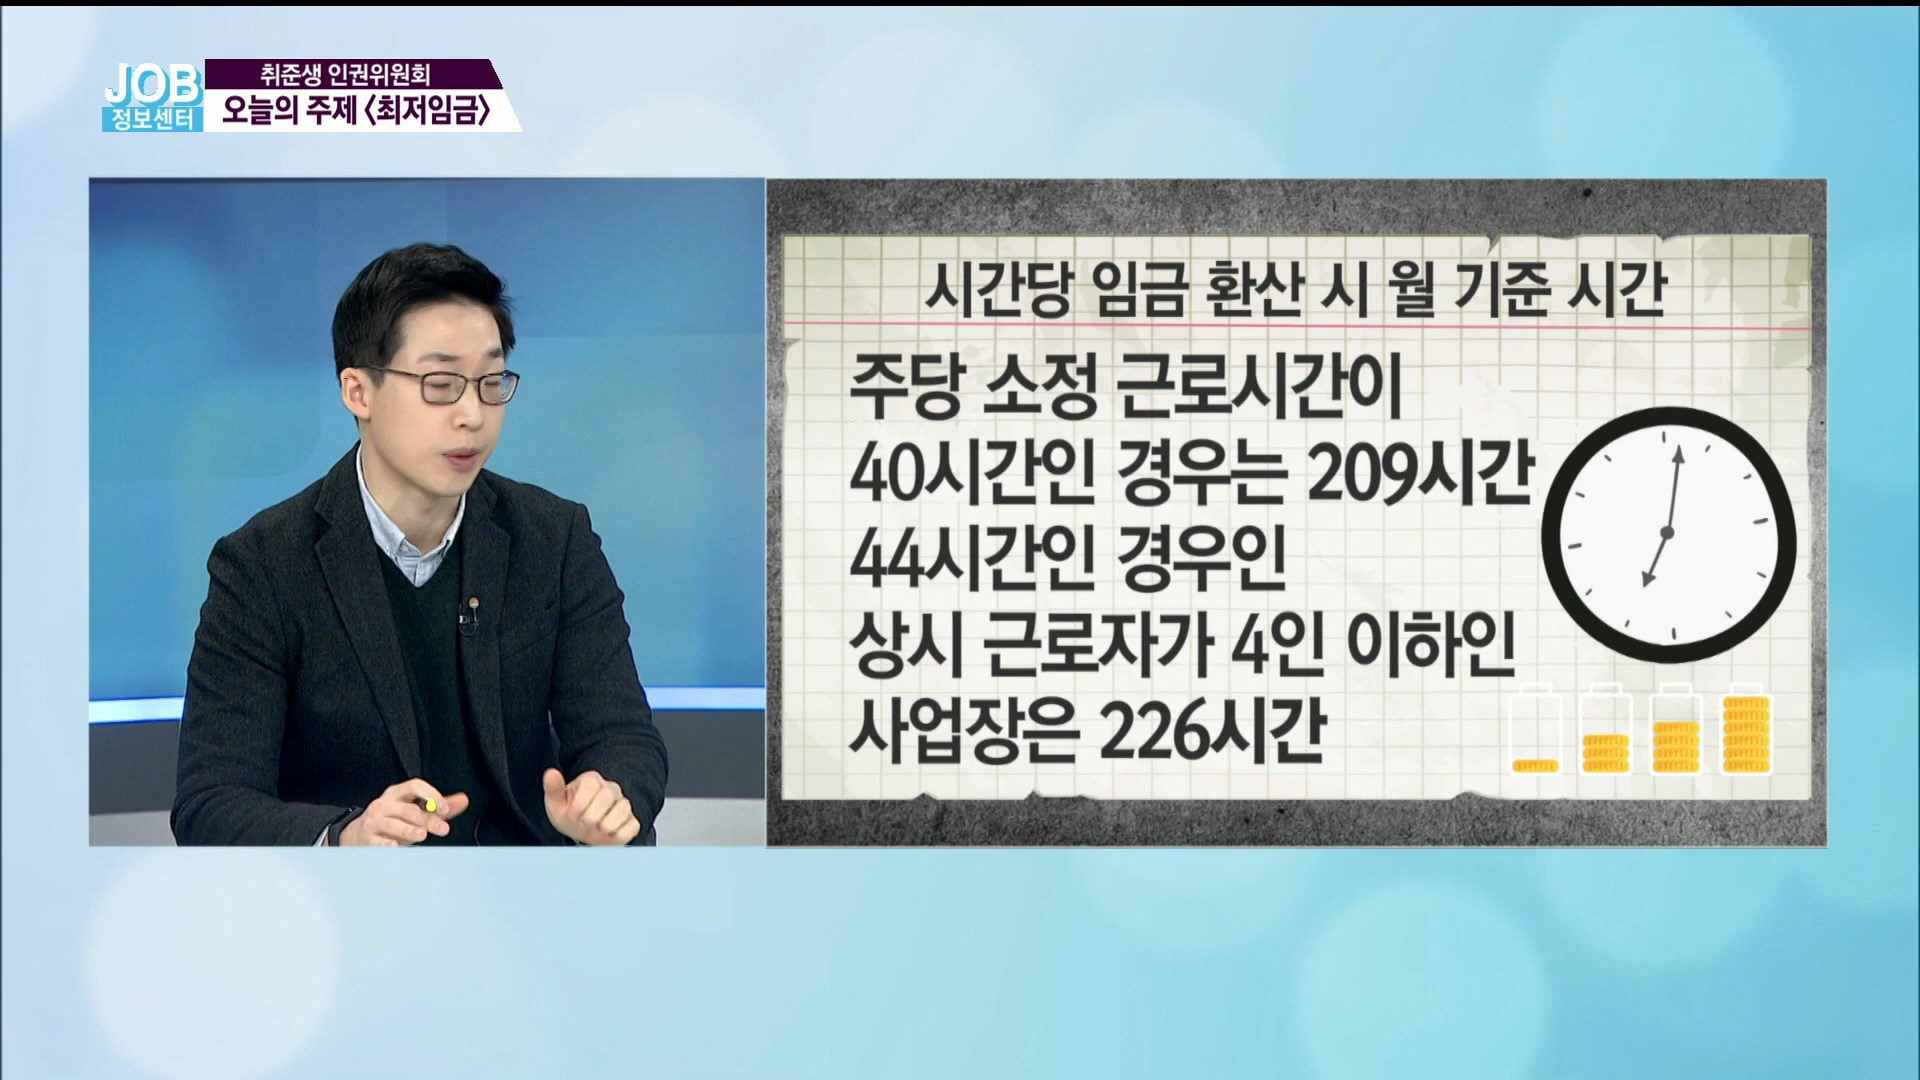 JOB
정보센터
취준생 인권위원회
오늘의 주제 <최저임금>
시간당 임금 환산 시 월 기준 시간
주당 소정 근로시간이
40시간인 경우는 209시간
44시간인 경우인
상시 근로자가 4인 이하인
사업장은 226시간